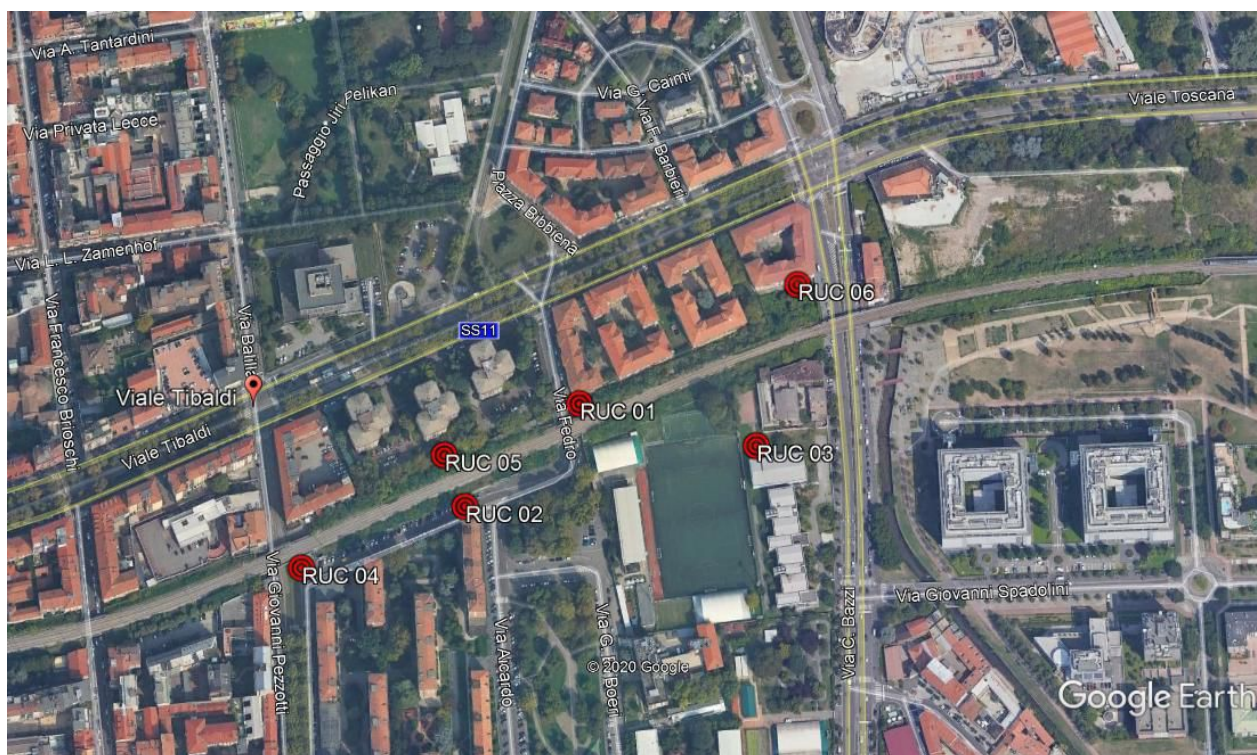 Via A. Tantardini
Via G. Caimi
Passaggio Jiri Pelikan
Viale Toscana
Via Privata Lecce
Via F. Barbieri
Piazza Bibbiena
Via L. L. Zamenhof
RUC 06
Via Balilla
SS11
Via Francesco Brioschi
Viale Tibaldi
Via Fedro
RUC 01
Viale Tibaldi
RUC 05
RUC 03
RUC 02
RUC 04
Via Giovanni Pezzotti
Via C. Bazzi
Via Giovanni Spadolini
Via Aicardo
Via G. Boeri
© 2020 Google
Google Earth